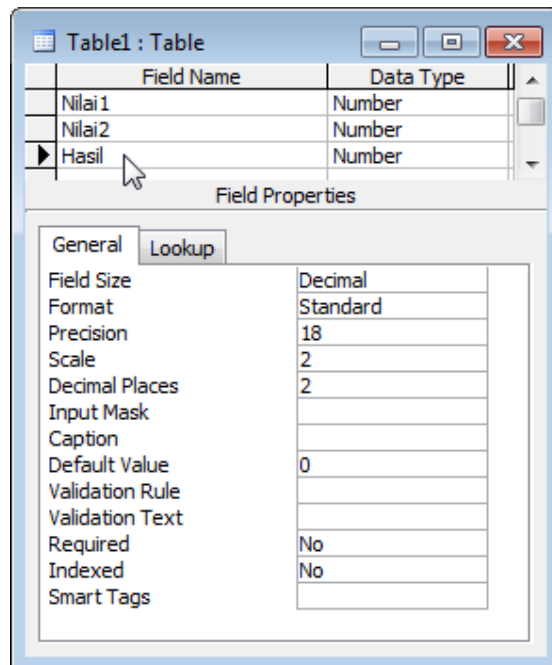 Table1 : Table
Field Name Data Type
Nilai1 Number
Nilai2 Number
Hasil Number
Field Properties
General Lookup
Field Size Decimal
Format Standard
Precision 18
Scale 2
Decimal Places 2
Input Mask
Caption
Default Value 0
Validation Rule
Validation Text
Required No
Indexed No
Smart Tags